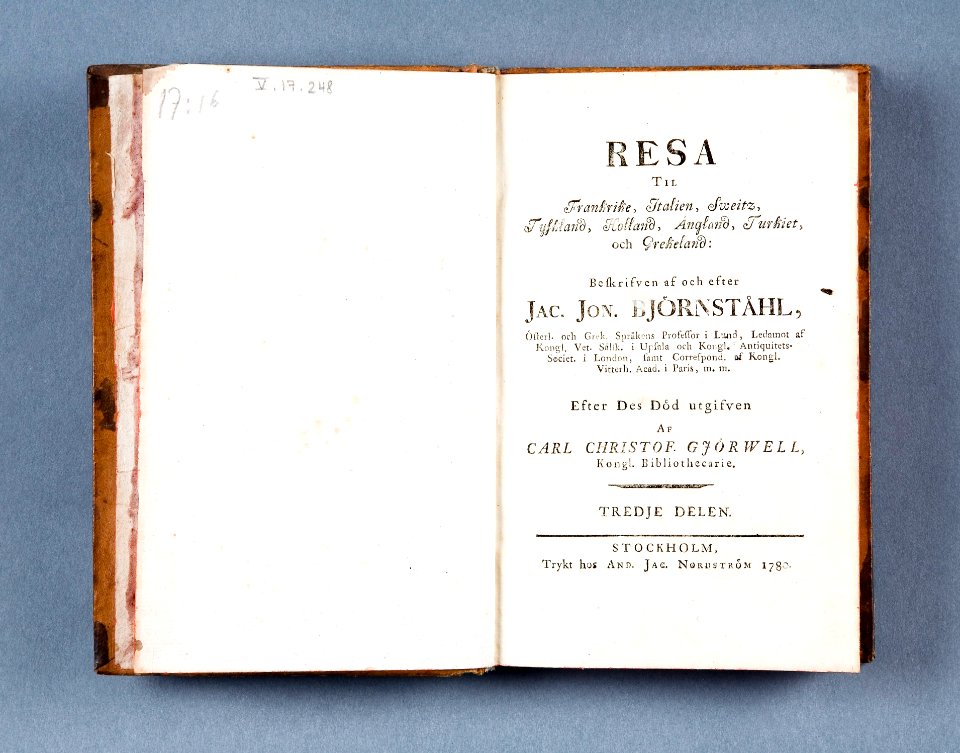 17:16
V.17.248
RESA
TIL
Frankrike, Italien, Sweitz,
Tyſkland, Holland, Ångland, Turkiet,
och Grekeland:
Beſkrifven af och efter
JAC. JON. BJÖRNSTÅHL,
Öſterl. och Grek. Språkens Profeſſor i Lund, Ledamot af
Kongl. Vet. Sålſk. i Upſala och Kongl. Antiquitets-
Societ. i London, ſamt Correſpond. af Kongl.
Vitterh. Acad. i Paris, m. m.
Efter Des Död utgifven
AF
CARL CHRISTOF. GJÖRWELL,
Kongl. Bibliothecarie.
TREDJE DELEN.
STOCKHOLM,
Trykt hos AND. JAC. NORDSTRÖM 1780.